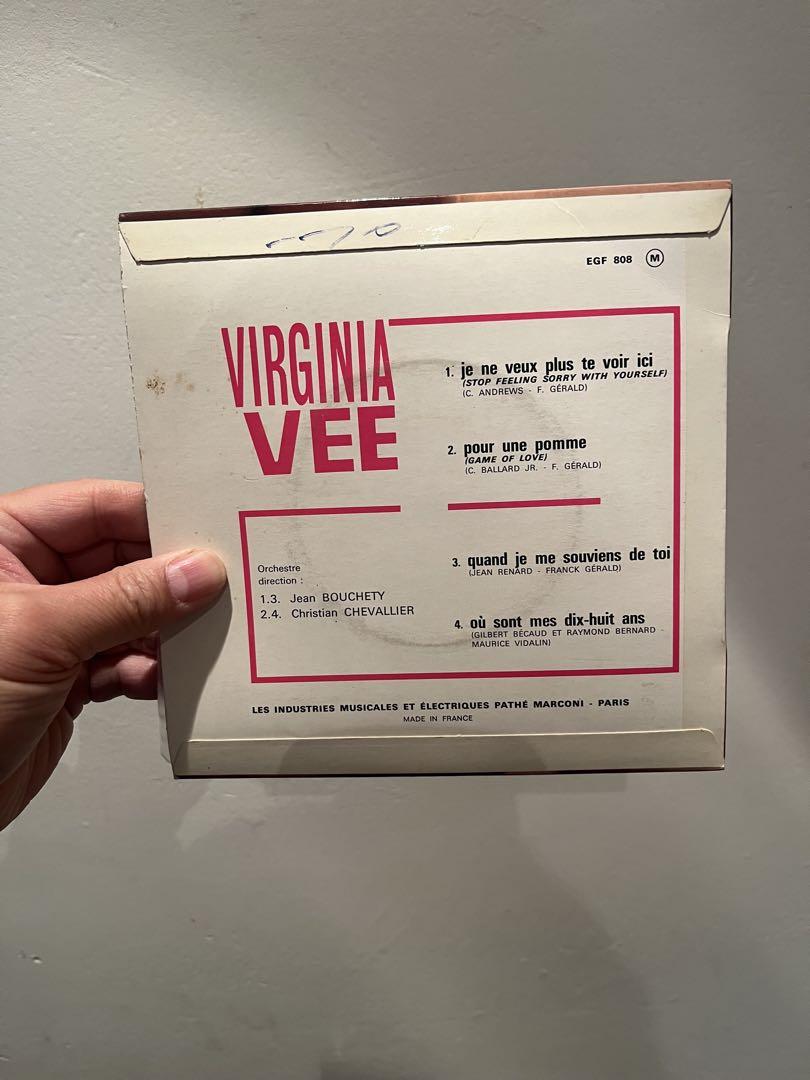 EGF 808 Ⓜ
VIRGINIA
VEE
1. je ne veux plus te voir ici
(STOP FEELING SORRY WITH YOURSELF)
(C. ANDREWS - F. GÉRALD)
2. pour une pomme
(GAME OF LOVE)
(C. BALLARD JR. - F. GÉRALD)
Orchestre
direction :
1.3. Jean BOUCHETY
2.4. Christian CHEVALLIER
3. quand je me souviens de toi
(JEAN RENARD - FRANCK GÉRALD)
4. où sont mes dix-huit ans
(GILBERT BÉCAUD ET RAYMOND BERNARD -
MAURICE VIDALIN)
LES INDUSTRIES MUSICALES ET ÉLECTRIQUES PATHÉ MARCONI - PARIS
MADE IN FRANCE